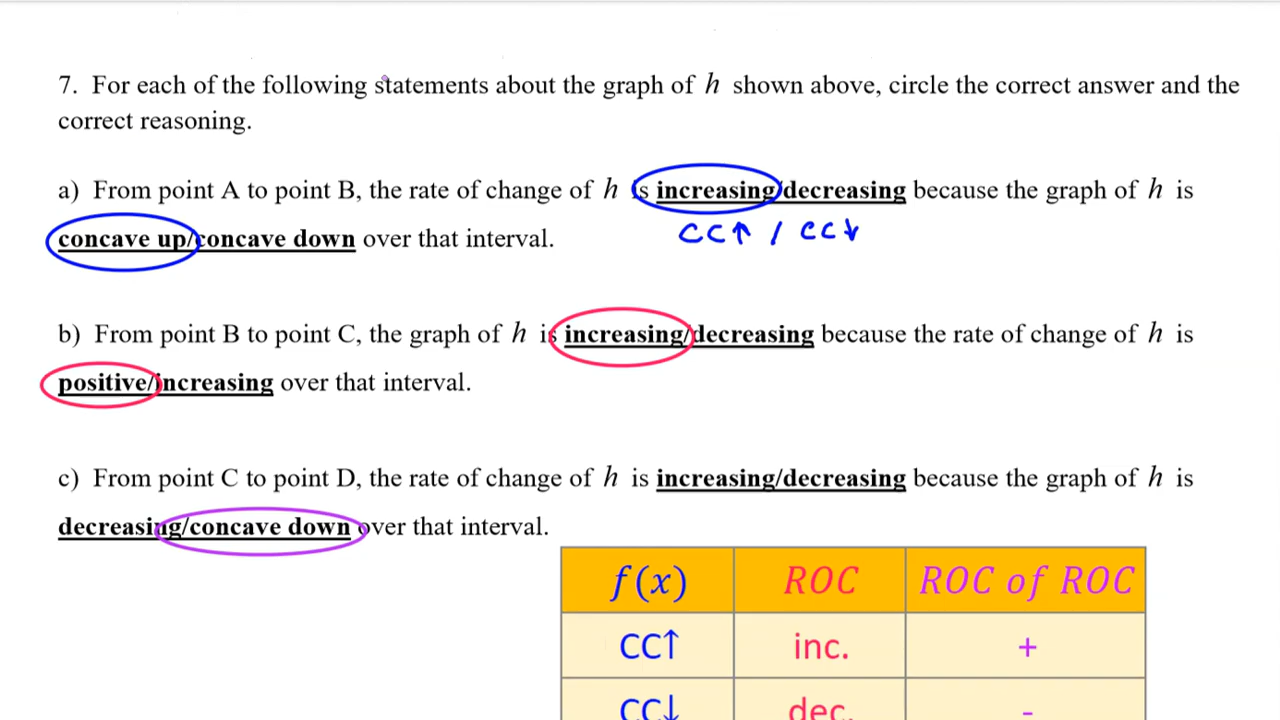 7. For each of the following statements about the graph of h shown above, circle the correct answer and the
correct reasoning.
a) From point A to point B, the rate of change of h is increasing/decreasing because the graph of h is
concave up/concave down over that interval.
CC↑ / CC↓
b) From point B to point C, the graph of h is increasing/decreasing because the rate of change of h is
positive/increasing over that interval.
c) From point C to point D, the rate of change of h is increasing/decreasing because the graph of h is
decreasing/concave down over that interval.
f(x) ROC ROC of ROC
CC↑ inc. +
CC↓ dec. -